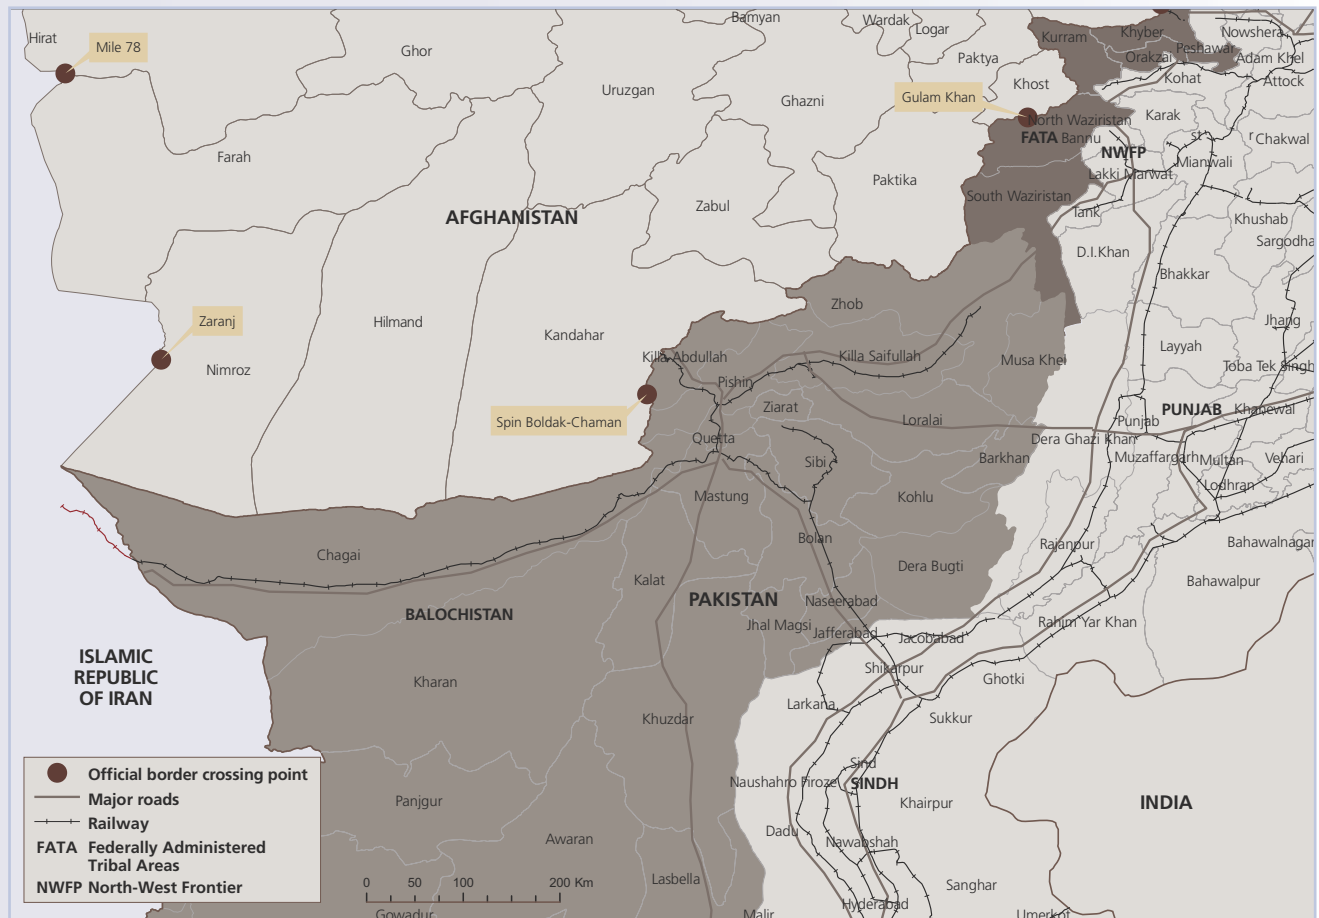 Bamyan
Wardak
Logar
Hirat
Mile 78
Ghor
Kurram
Khyber
Nowshera
Peshawar
Orakzai
Adam Khel
Paktya
Kohat
Attock
Khost
Uruzgan
Ghazni
Gulam Khan
Karak
North Waziristan
FATA
Bannu
st
r
Chakwal
NWFP
Farah
Mianwali
Lakki Marwat
Paktika
South Waziristan
Zabul
AFGHANISTAN
Tank
Khushab
Sargodha
D.I.Khan
Bhakkar
Zhob
Zaranj
Hilmand
Kandahar
Jhang
Layyah
Killa Abdullah
Killa Saifullah
Musa Khel
Toba Tek Singh
Nimroz
Pishin
Ziarat
PUNJAB
Khanewal
Spin Boldak-Chaman
Loralai
Punjab
Quetta
Dera Ghazi Khan
Sibi
Barkhan
Muzaffargarh
Multan
Vehari
Lodhran
Mastung
Kohlu
Bolan
Rajanpur
Bahawalnagar
Chagai
Dera Bugti
Kalat
Bahawalpur
PAKISTAN
Naseerabad
BALOCHISTAN
Jhal Magsi
Jafferabad
Jacobabad
Rahim Yar Khan
ISLAMIC
REPUBLIC
OF IRAN
Shikarpur
Kharan
Ghotki
Larkana
Khuzdar
Sukkur
Sind
Naushahro Firoze
SINDH
Khairpur
INDIA
Panjgur
Dadu
Awaran
Nawabshah
Lasbella
Sanghar
Hyderabad
Gowadur
Malir
Umerkot
Official border crossing point
Major roads
Railway
FATA Federally Administered
Tribal Areas
NWFP North-West Frontier
0 50 100 200 Km